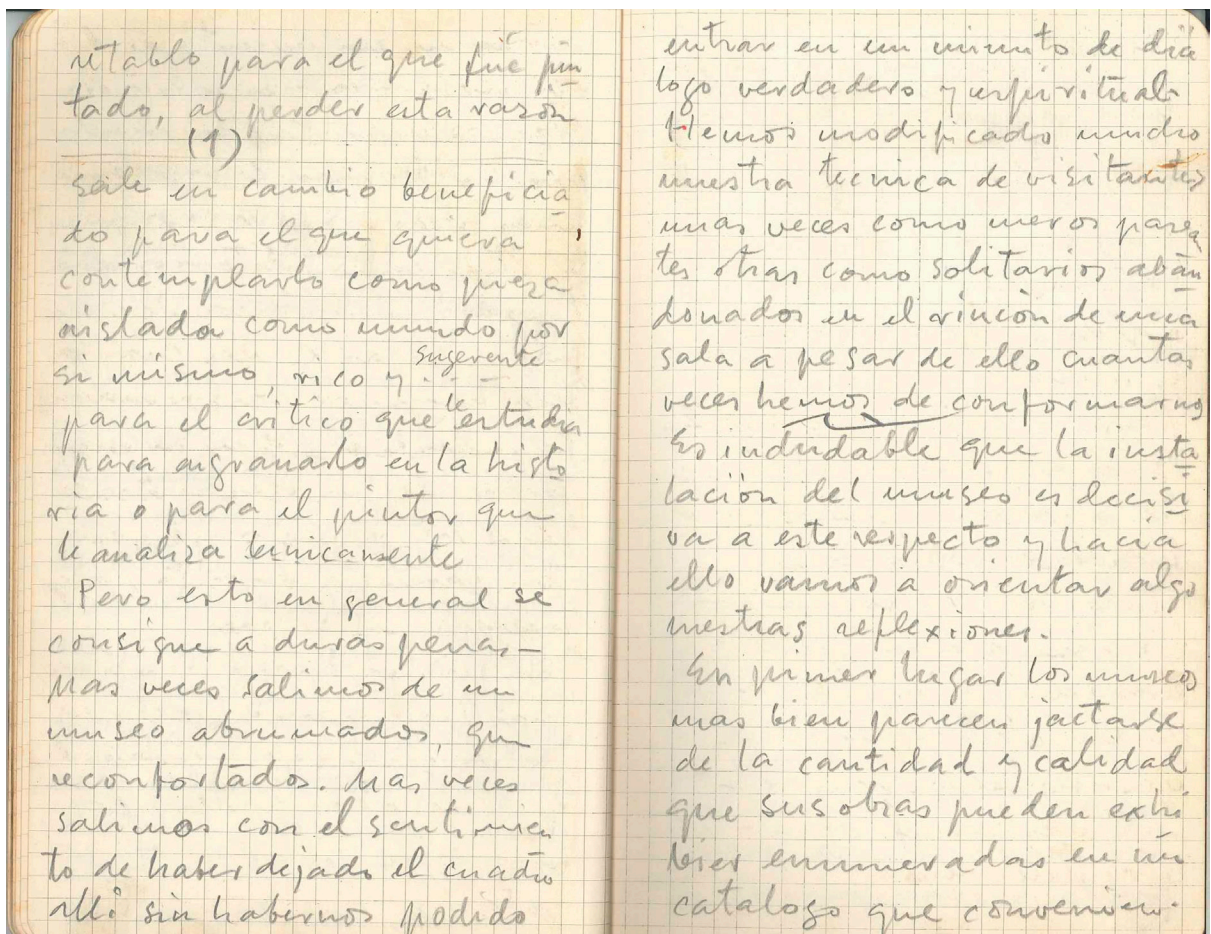 retablo para el que fué pin
tado, al perder esta razón
(1)
sale en cambio beneficia
do para el que quiera
contemplarlo como pieza
aislada como mundo por
si mismo, rico y sugerente
para el critico que le estudia
para engranarlo en la histo
ria o para el pintor que
le analiza tecnicamente
Pero esto en general se
consigue a duras penas—
Mas veces salimos de un
museo abrumados, que
reconfortados. Mas veces
salimos con el sentimien
to de haber dejado el cuadro
alli sin habernos podido
entrar en un minuto de diá
logo verdadero y espiritual.
Hemos modificado mucho
nuestra tecnica de visitantes
unas veces como meros pasean
tes otras como solitarios aban
donados en el rincón de una
sala a pesar de ello cuantas
veces hemos de conformarnos
Es indudable que la insta
lación del museo es decisi
va a este respecto y hacia
ello vamos a orientar algo
nuestras reflexiones.
En primer lugar los museos
mas bien parecen jactarse
de la cantidad y calidad
que sus obras pueden exhi
bier enumeradas en un
catalogo que convenien.